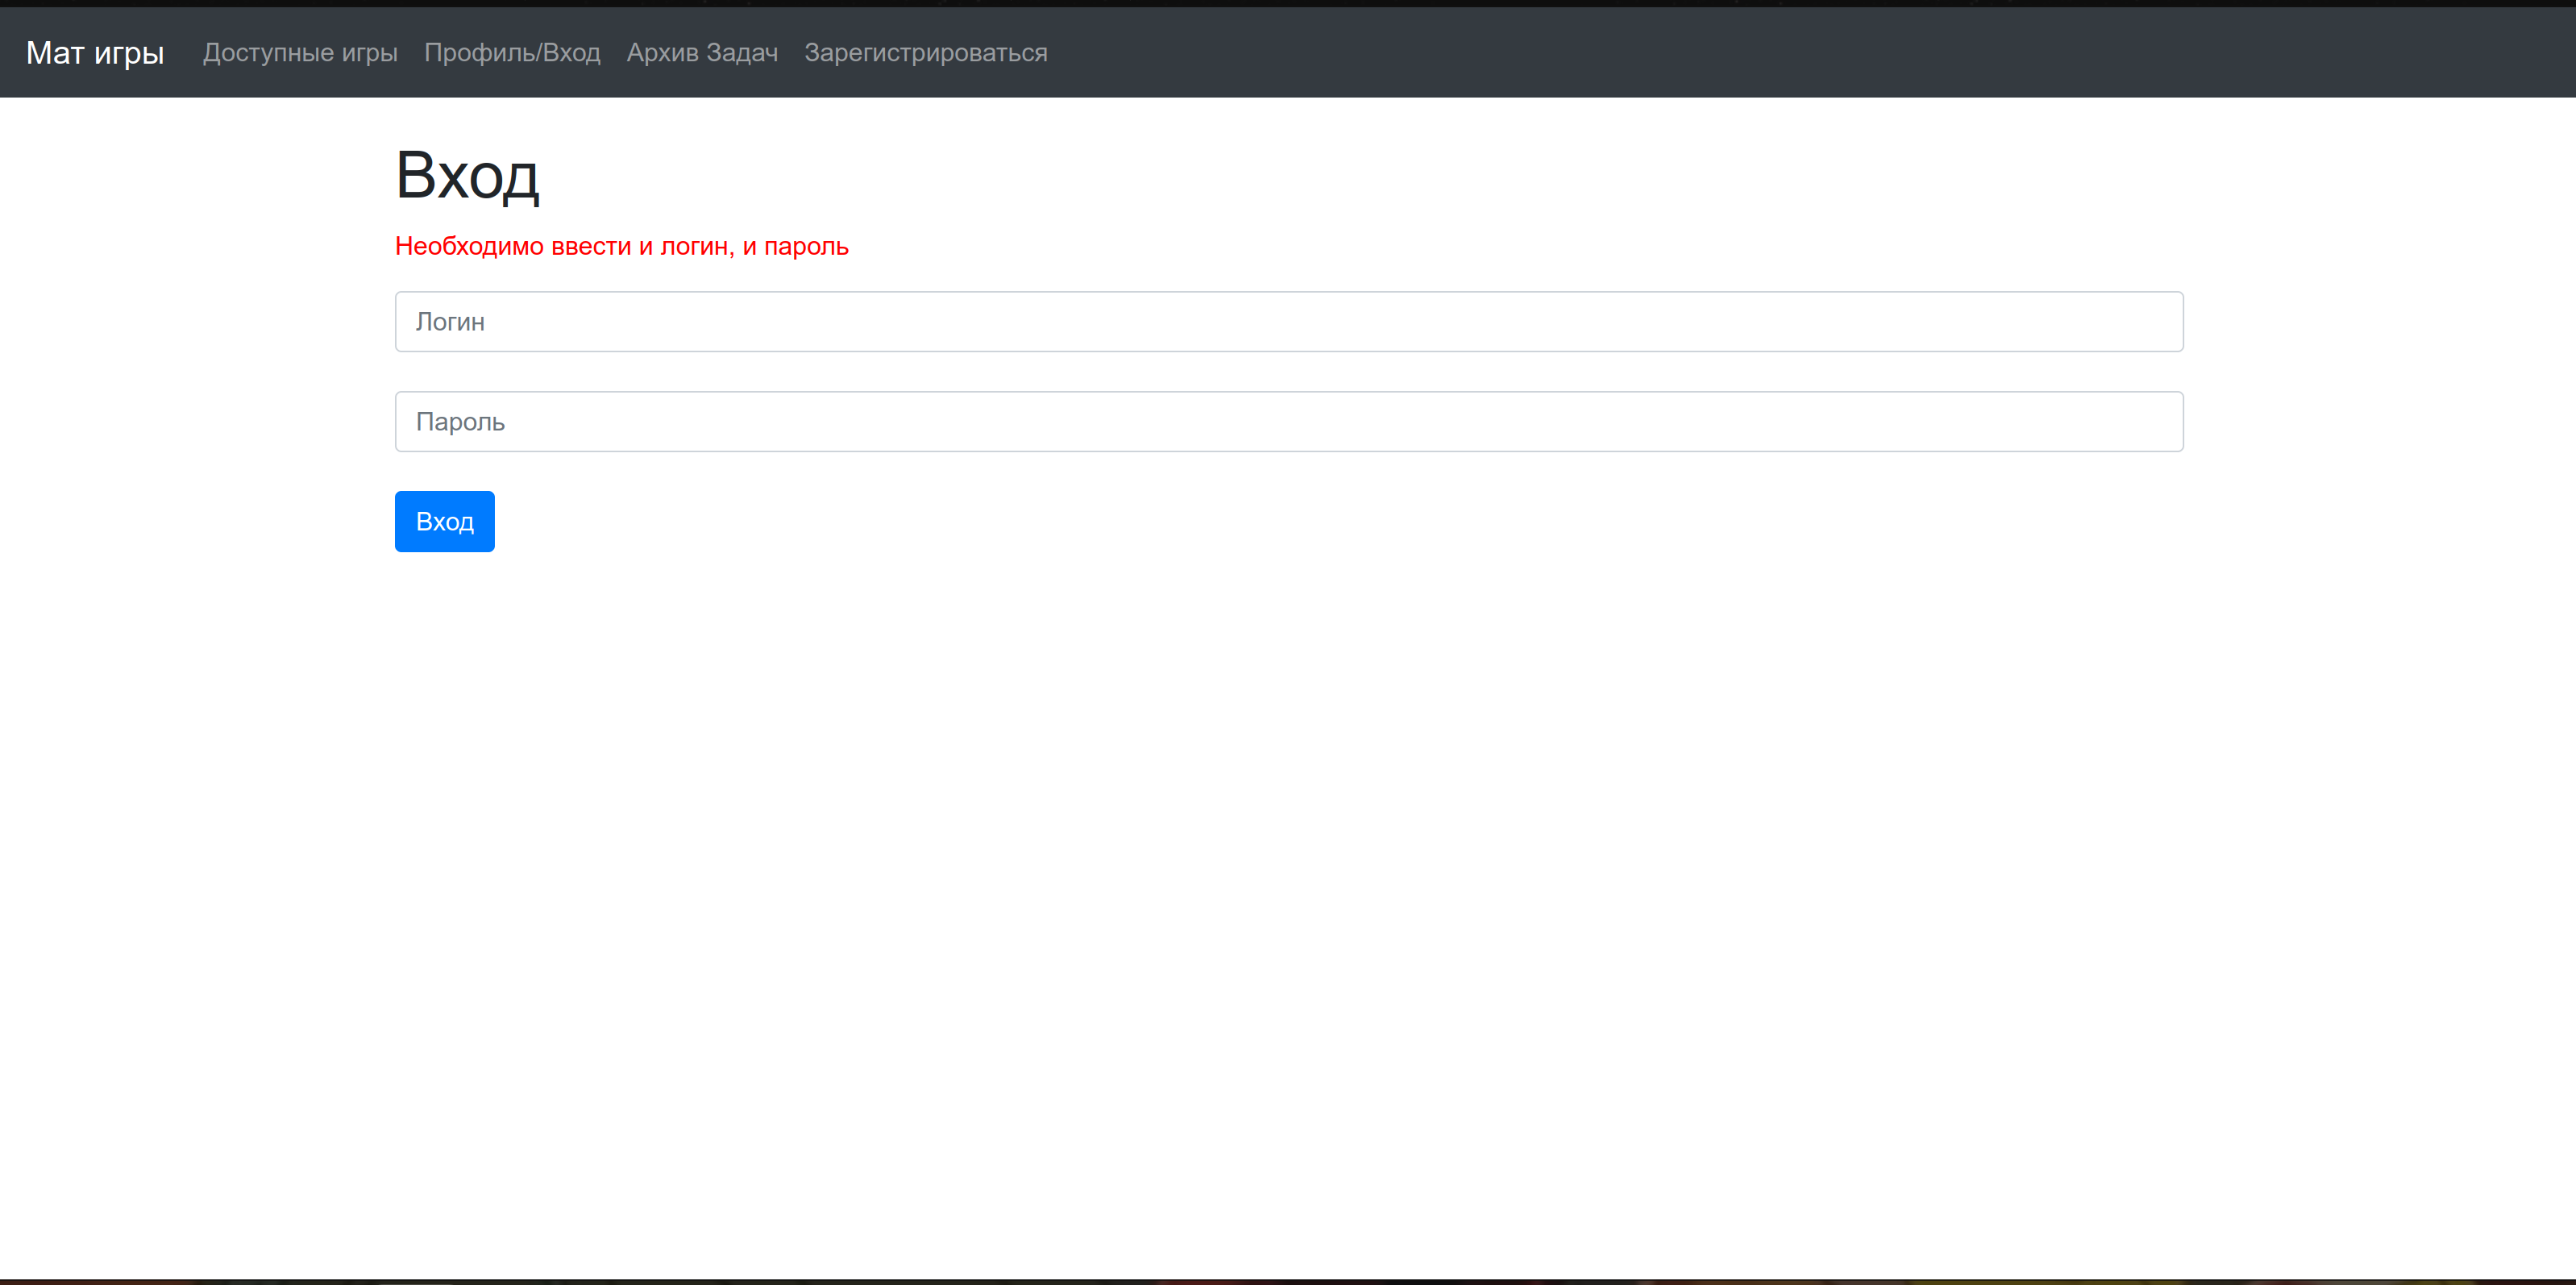 Мат игры Доступные игры Профиль/Вход Архив Задач Зарегистрироваться
Вход
Необходимо ввести и логин, и пароль
Логин
Пароль
Вход